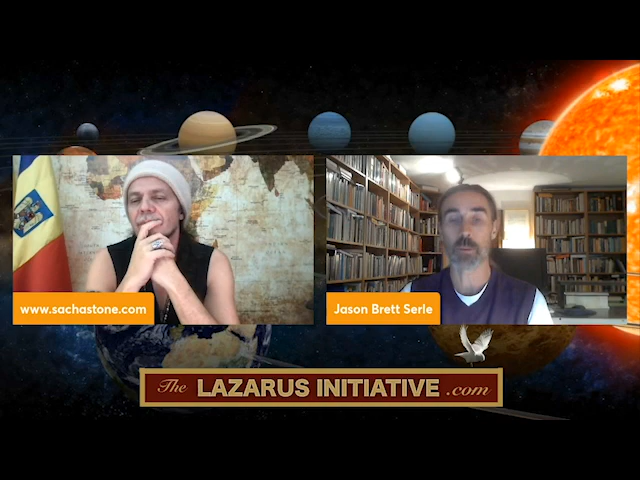 www.sachastone.com
Jason Brett Serle
The LAZARUS INITIATIVE .com